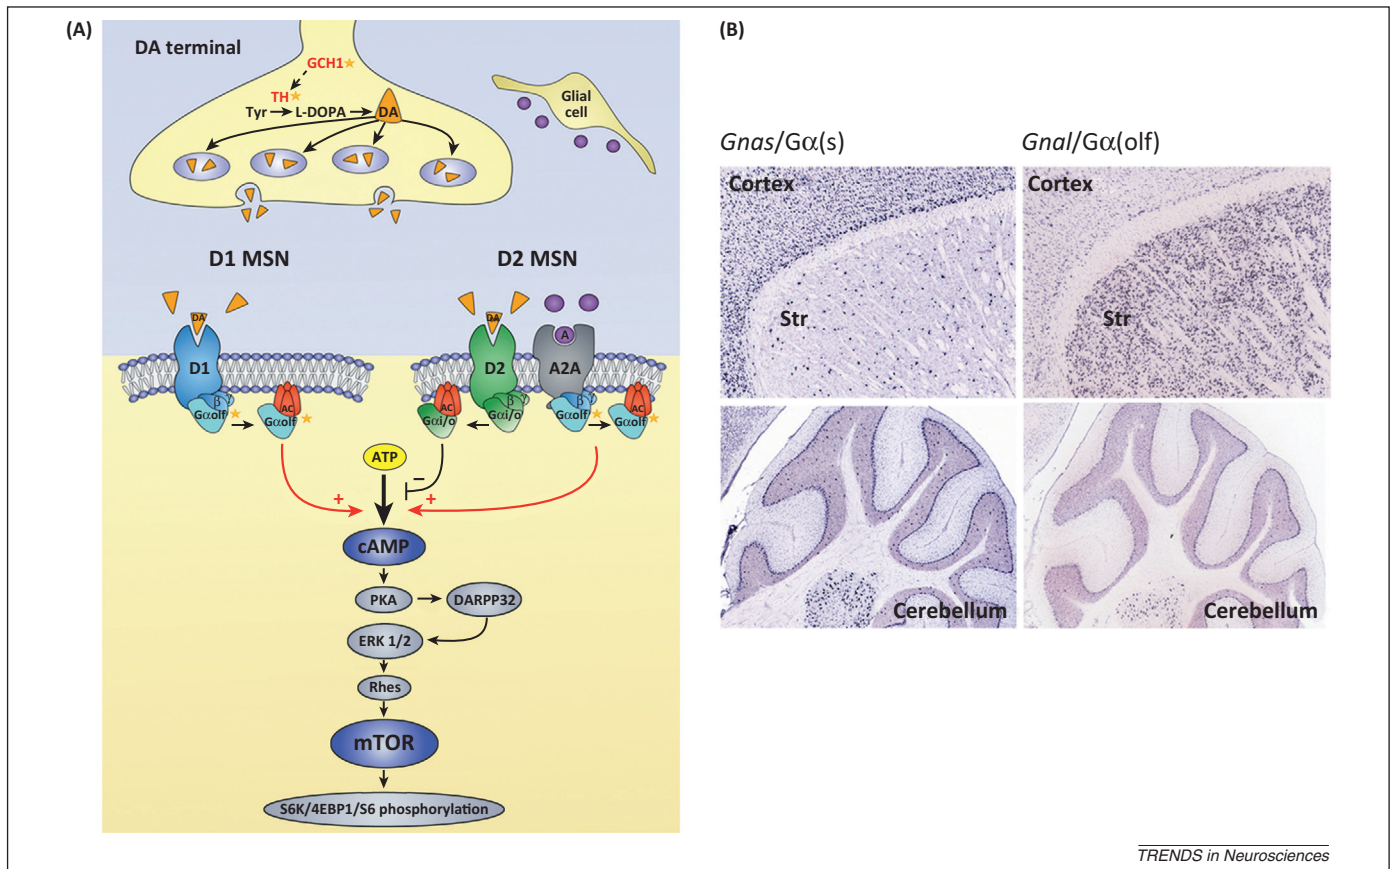 (A)
DA terminal
GCH1
TH
Tyr L-DOPA DA
Glial
cell
D1 MSN
D2 MSN
DA
D1
β γ
Gαolf
AC
Gαolf
DA
D2
A
A2A
AC
Gαi/o
β γ
Gαi/o
β γ
Gαolf
AC
Gαolf
ATP
+
−
+
cAMP
PKA
DARPP32
ERK 1/2
Rhes
mTOR
S6K/4EBP1/S6 phosphorylation
(B)
Gnas/Gα(s)
Gnal/Gα(olf)
Cortex
Str
Cortex
Str
Cerebellum
Cerebellum
TRENDS in Neurosciences